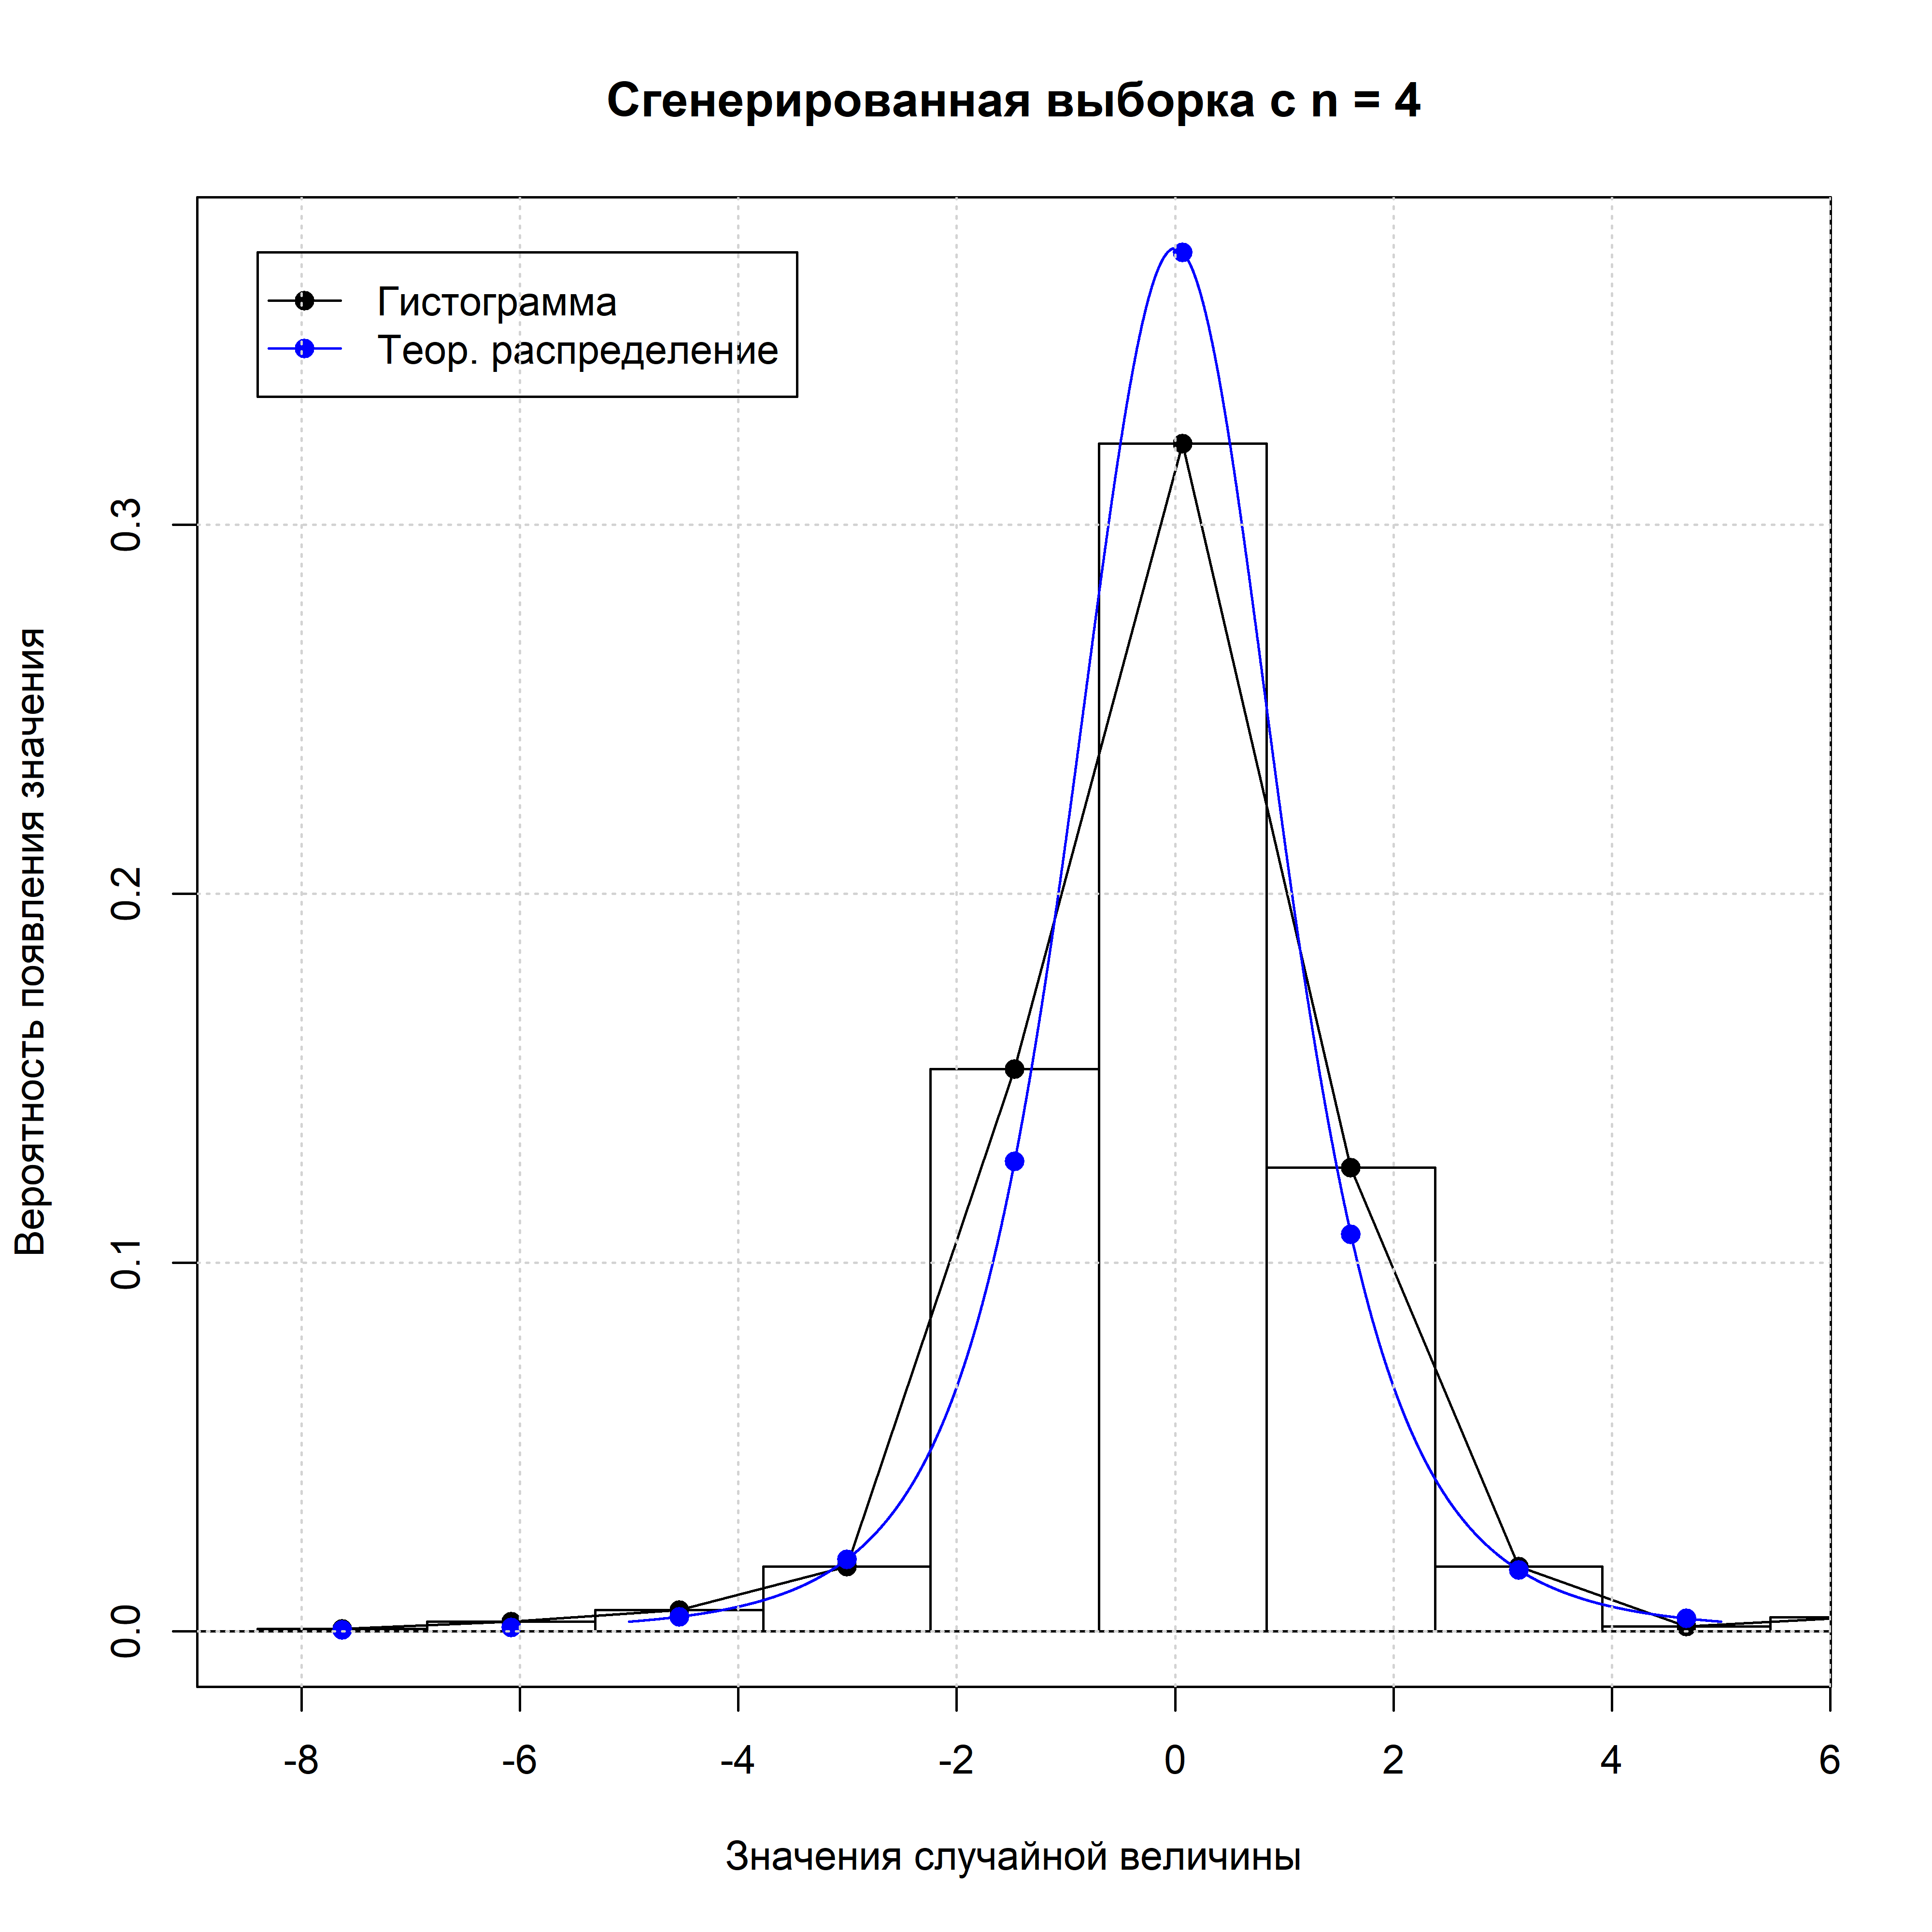 Сгенерированная выборка с n = 4
Гистограмма
Теор. распределение
Вероятность появления значения
0.3
0.2
0.1
0.0
-8 -6 -4 -2 0 2 4 6
Значения случайной величины